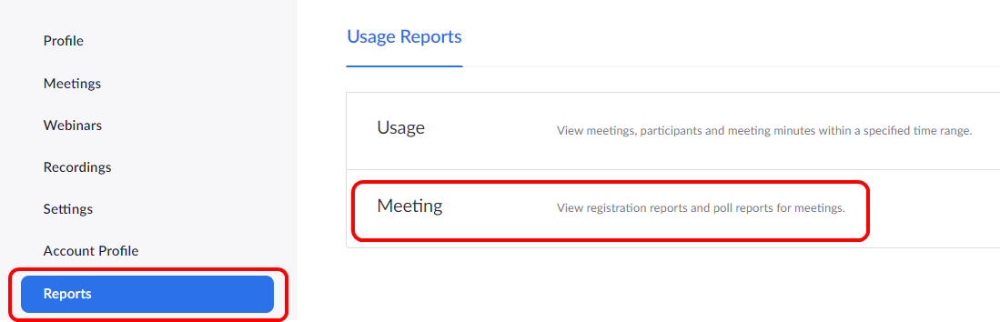 Profile
Meetings
Webinars
Recordings
Settings
Account Profile
Reports
Usage Reports
Usage
View meetings, participants and meeting minutes within a specified time range.
Meeting
View registration reports and poll reports for meetings.